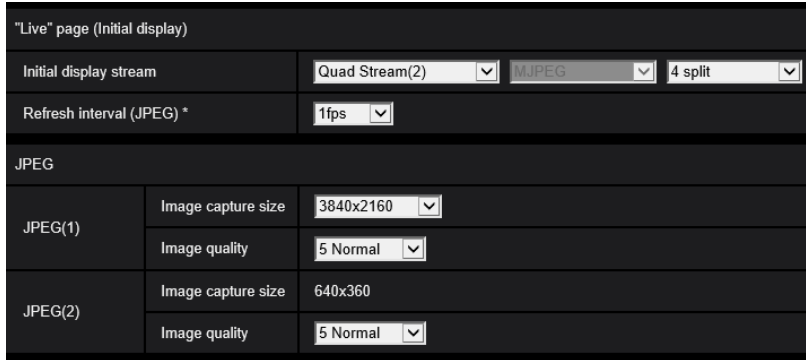 "Live" page (Initial display)
Initial display stream Quad Stream(2) MJPEG 4 split
Refresh interval (JPEG) * 1fps
JPEG
JPEG(1)
Image capture size 3840x2160
Image quality 5 Normal
JPEG(2)
Image capture size 640x360
Image quality 5 Normal